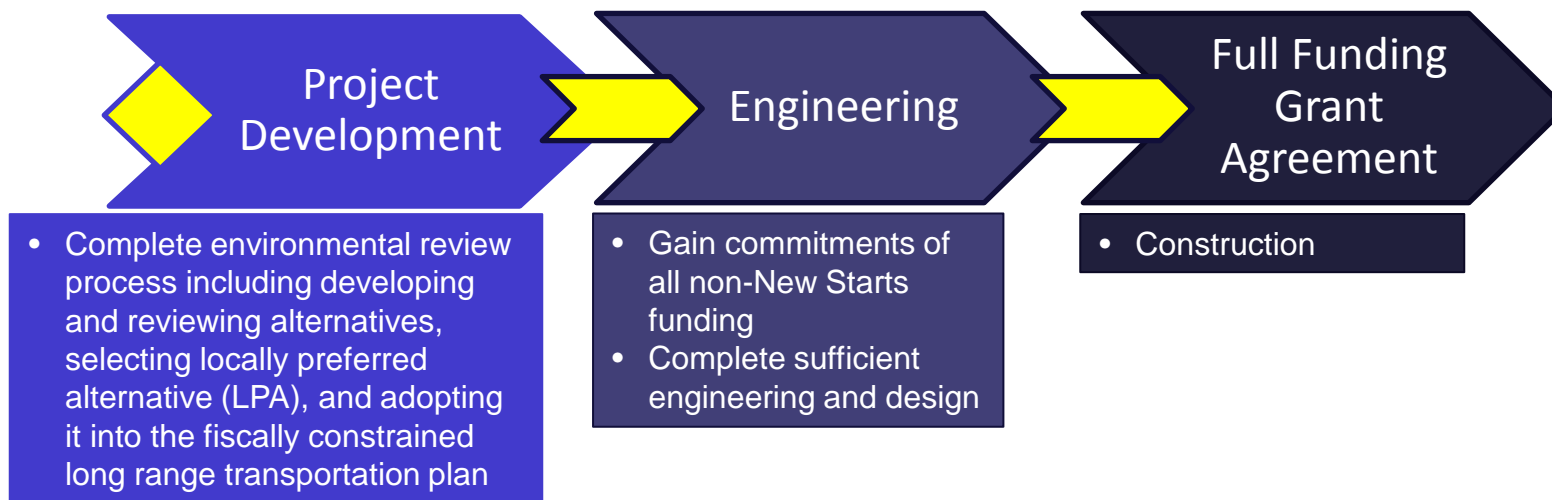 Project
Development
Engineering
Full Funding
Grant
Agreement
• Complete environmental review
process including developing
and reviewing alternatives,
selecting locally preferred
alternative (LPA), and adopting
it into the fiscally constrained
long range transportation plan
• Gain commitments of
all non-New Starts
funding
• Complete sufficient
engineering and design
• Construction